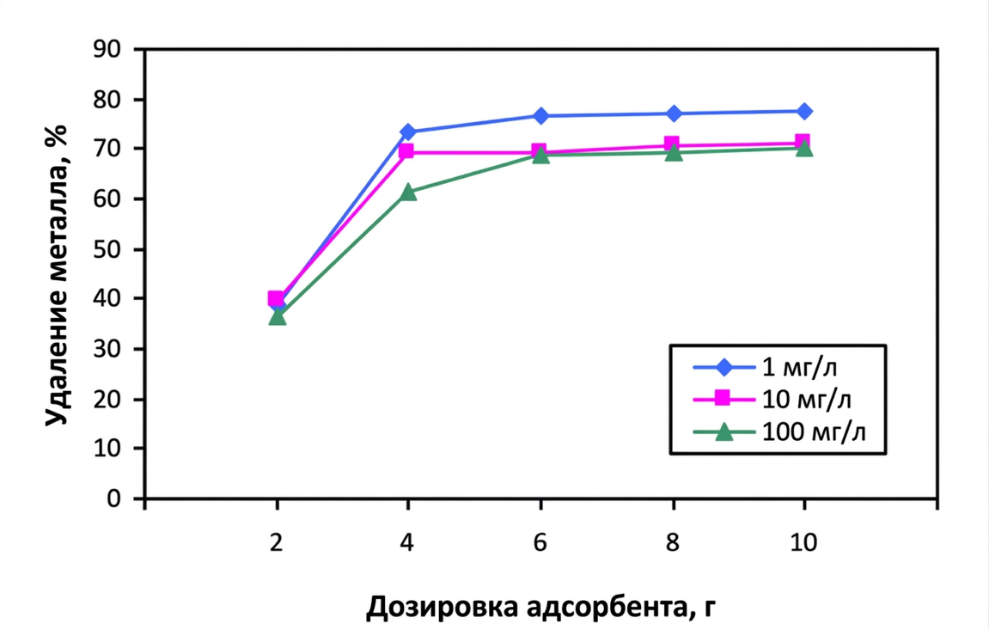 90
80
70
60
50
40
30
20
10
0
Удаление металла, %
1 мг/л
10 мг/л
100 мг/л
2 4 6 8 10
Дозировка адсорбента, г